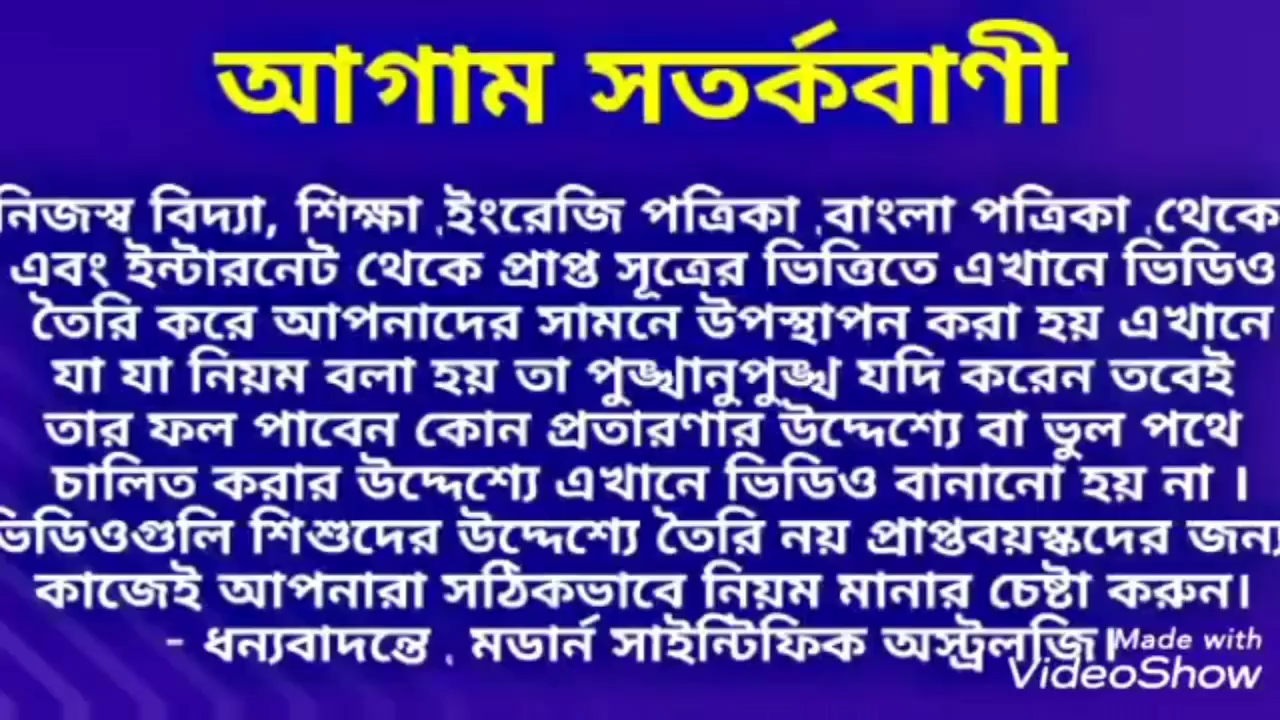 আগাম সতর্কবাণী
নিজস্ব বিদ্যা, শিক্ষা ,ইংরেজি পত্রিকা ,বাংলা পত্রিকা ,থেকে
এবং ইন্টারনেট থেকে প্রাপ্ত সূত্রের ভিত্তিতে এখানে ভিডিও
তৈরি করে আপনাদের সামনে উপস্থাপন করা হয় এখানে
যা যা নিয়ম বলা হয় তা পুঙ্খানুপুঙ্খ যদি করেন তবেই
তার ফল পাবেন কোন প্রতারণার উদ্দেশ্যে বা ভুল পথে
চালিত করার উদ্দেশ্যে এখানে ভিডিও বানানো হয় না ।
ভিডিওগুলি শিশুদের উদ্দেশ্যে তৈরি নয় প্রাপ্তবয়স্কদের জন্য
কাজেই আপনারা সঠিকভাবে নিয়ম মানার চেষ্টা করুন।
- ধন্যবাদন্তে , মডার্ন সাইন্টিফিক অস্ট্রলজি।
Made with
VideoShow